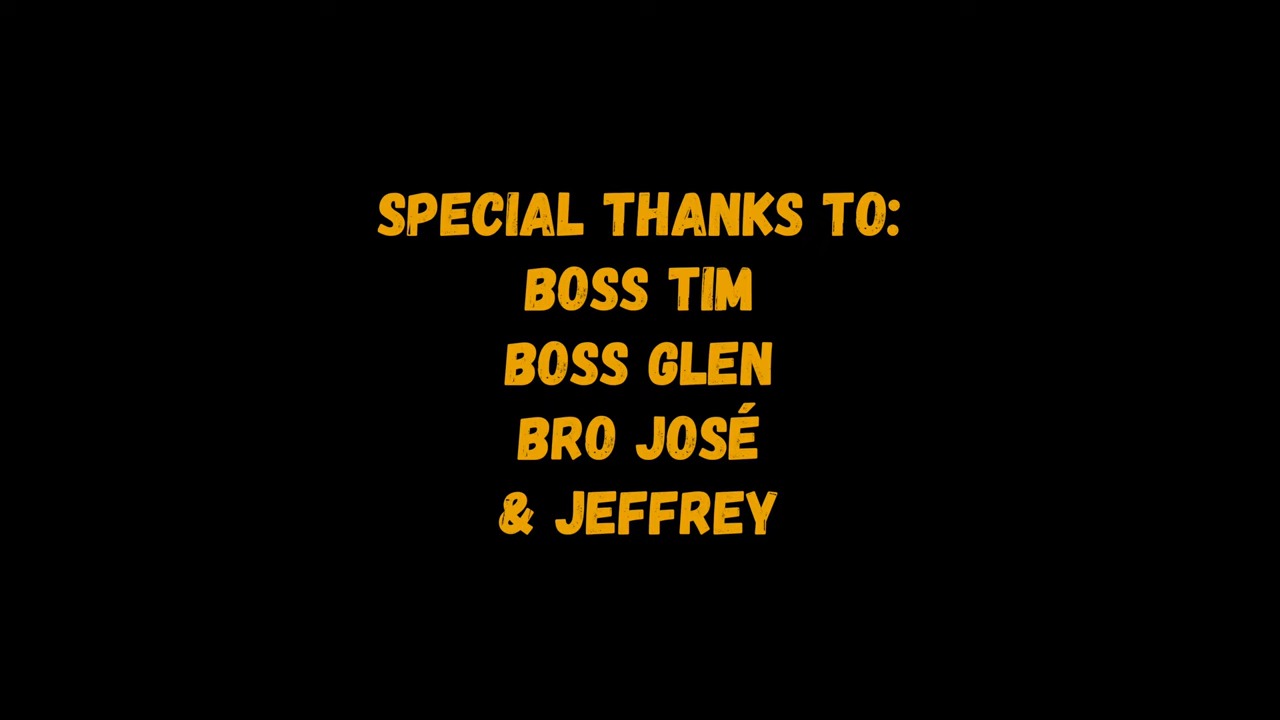 SPECIAL THANKS TO:
BOSS TIM
BOSS GLEN
BRO JOSÉ
& JEFFREY